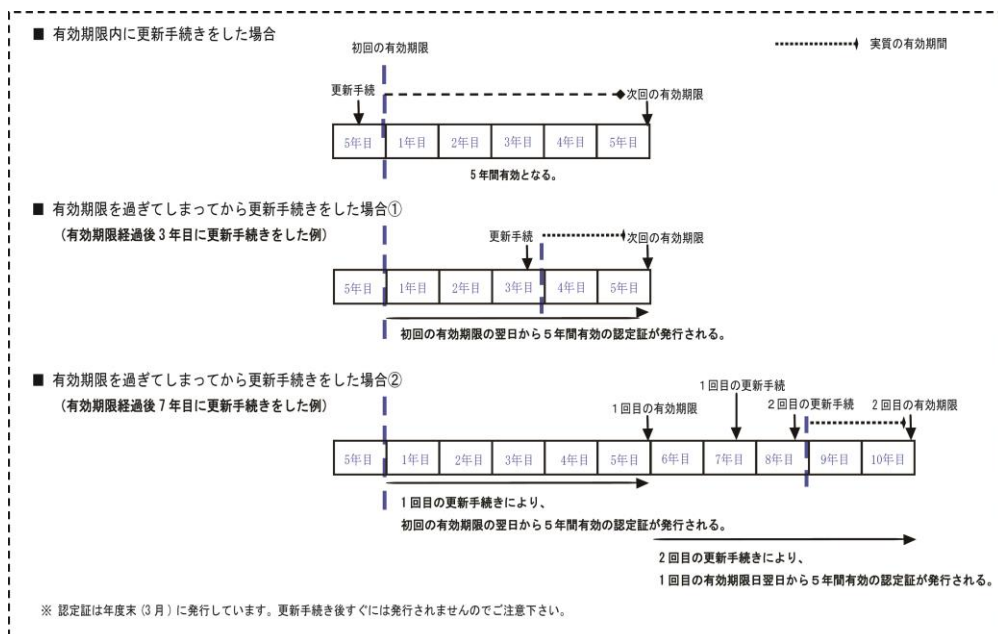 ■ 有効期限内に更新手続きをした場合
初回の有効期限
実質の有効期間
更新手続
次回の有効期限
5年目 1年目 2年目 3年目 4年目 5年目
5年間有効となる。
■ 有効期限を過ぎてしまってから更新手続きをした場合①
(有効期限経過後3年目に更新手続きをした例)
更新手続
次回の有効期限
5年目 1年目 2年目 3年目 4年目 5年目
初回の有効期限の翌日から5年間有効の認定証が発行される。
■ 有効期限を過ぎてしまってから更新手続きをした場合②
(有効期限経過後7年目に更新手続きをした例)
1回目の更新手続
1回目の有効期限
2回目の更新手続
2回目の有効期限
5年目 1年目 2年目 3年目 4年目 5年目 6年目 7年目 8年目 9年目 10年目
1回目の更新手続きにより、
初回の有効期限の翌日から5年間有効の認定証が発行される。
2回目の更新手続きにより、
1回目の有効期限日翌日から5年間有効の認定証が発行される。
※ 認定証は年度末(3月)に発行しています。更新手続き後すぐには発行されませんのでご注意下さい。